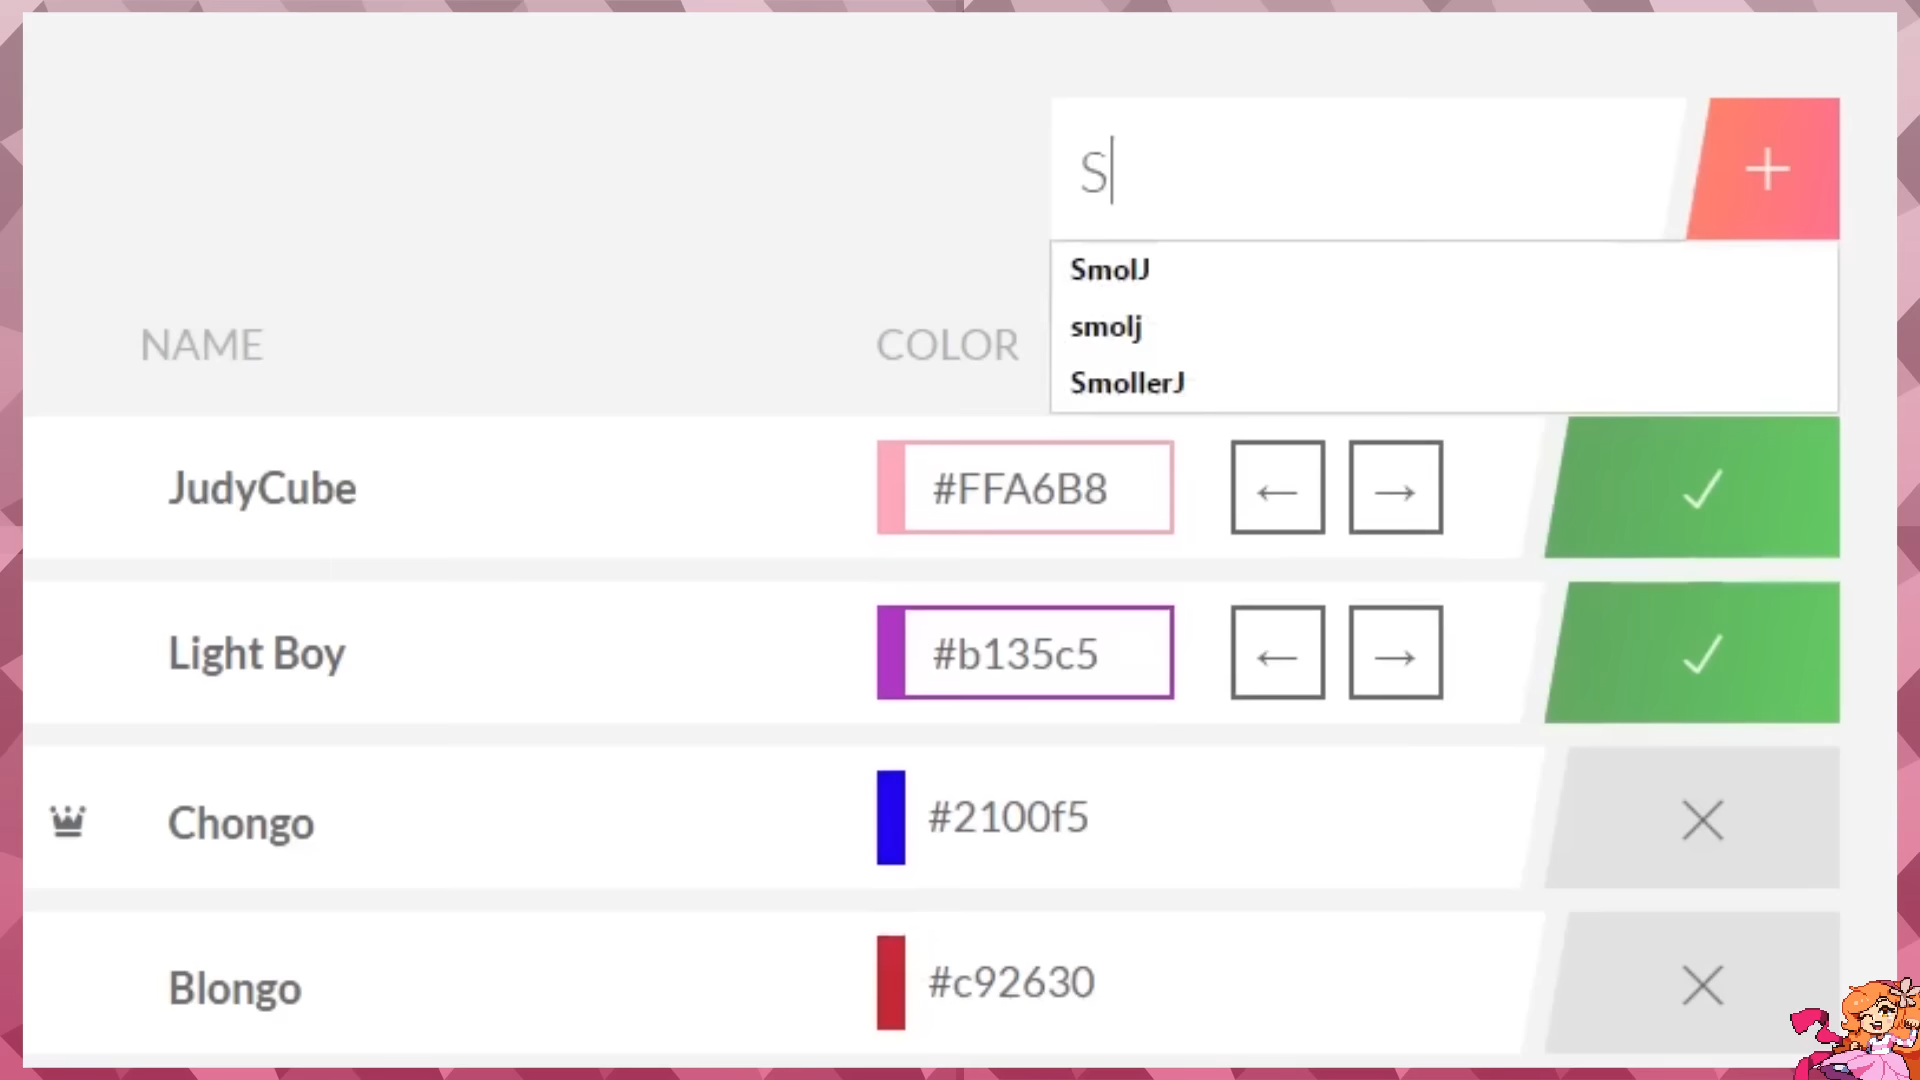 S
SmolJ
smolj
SmollerJ
NAME
COLOR
JudyCube
#FFA6B8
Light Boy
#b135c5
Chongo
#2100f5
Blongo
#c92630